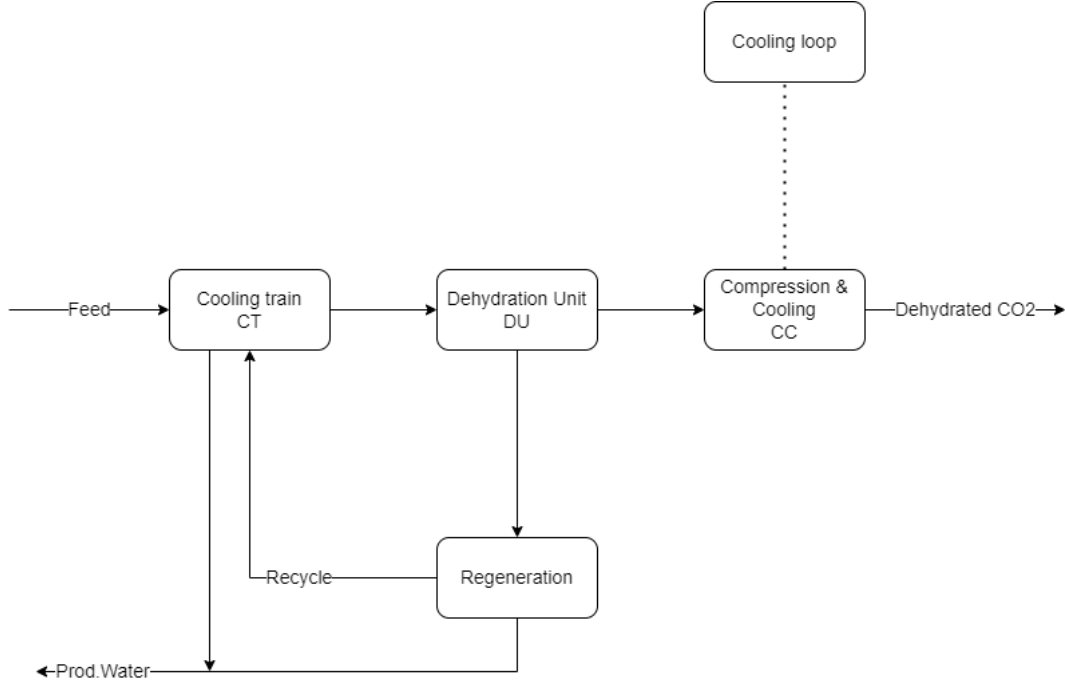 Cooling loop
Cooling train
CT
Dehydration Unit
DU
Compression &
Cooling
CC
Feed
Dehydrated CO2
Regeneration
Recycle
Prod.Water